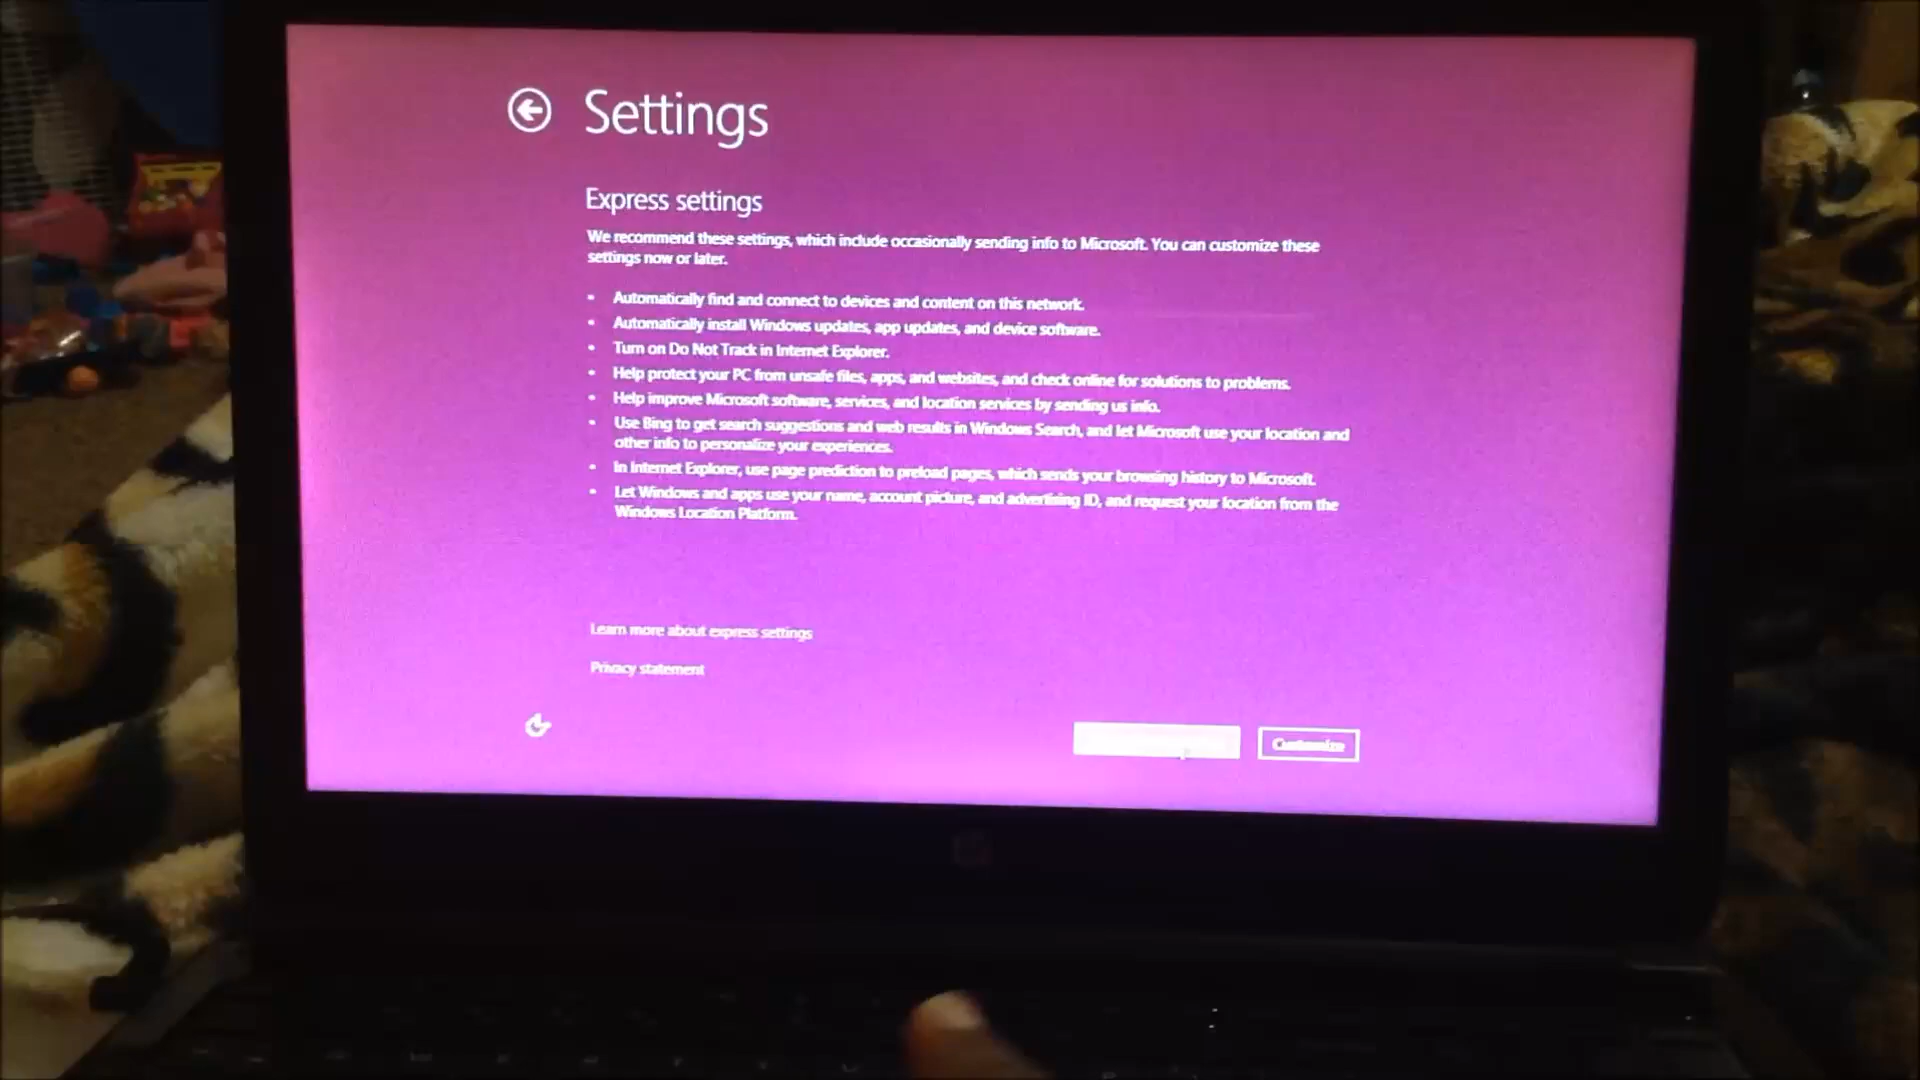 Settings
Express settings
We recommend these settings, which include occasionally sending info to Microsoft. You can customize these
settings now or later.
Automatically find and connect to devices and content on this network.
Automatically install Windows updates, app updates, and device software.
Turn on Do Not Track in Internet Explorer.
Help protect your PC from unsafe files, apps, and websites, and check online for solutions to problems.
Help improve Microsoft software, services, and location services by sending us info.
Use Bing to get search suggestions and web results in Windows Search, and let Microsoft use your location and
other info to personalize your experiences.
In Internet Explorer, use page prediction to preload pages, which sends your browsing history to Microsoft.
Let Windows and apps use your name, account picture, and advertising ID, and request your location from the
Windows Location Platform.
Learn more about express settings
Privacy statement
Customize